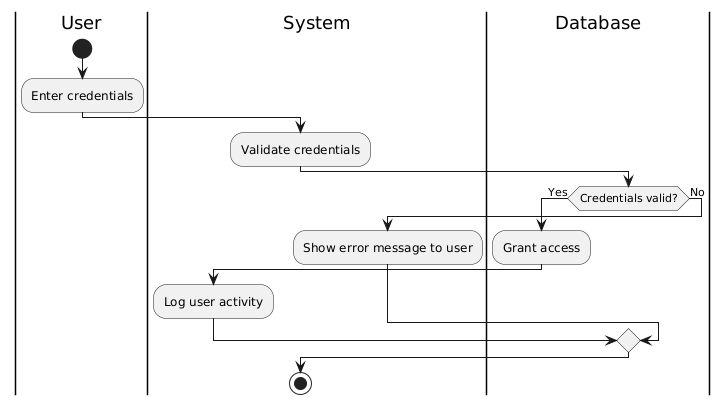 User
System
Database
Enter credentials
Validate credentials
Yes
Credentials valid?
No
Show error message to user
Grant access
Log user activity